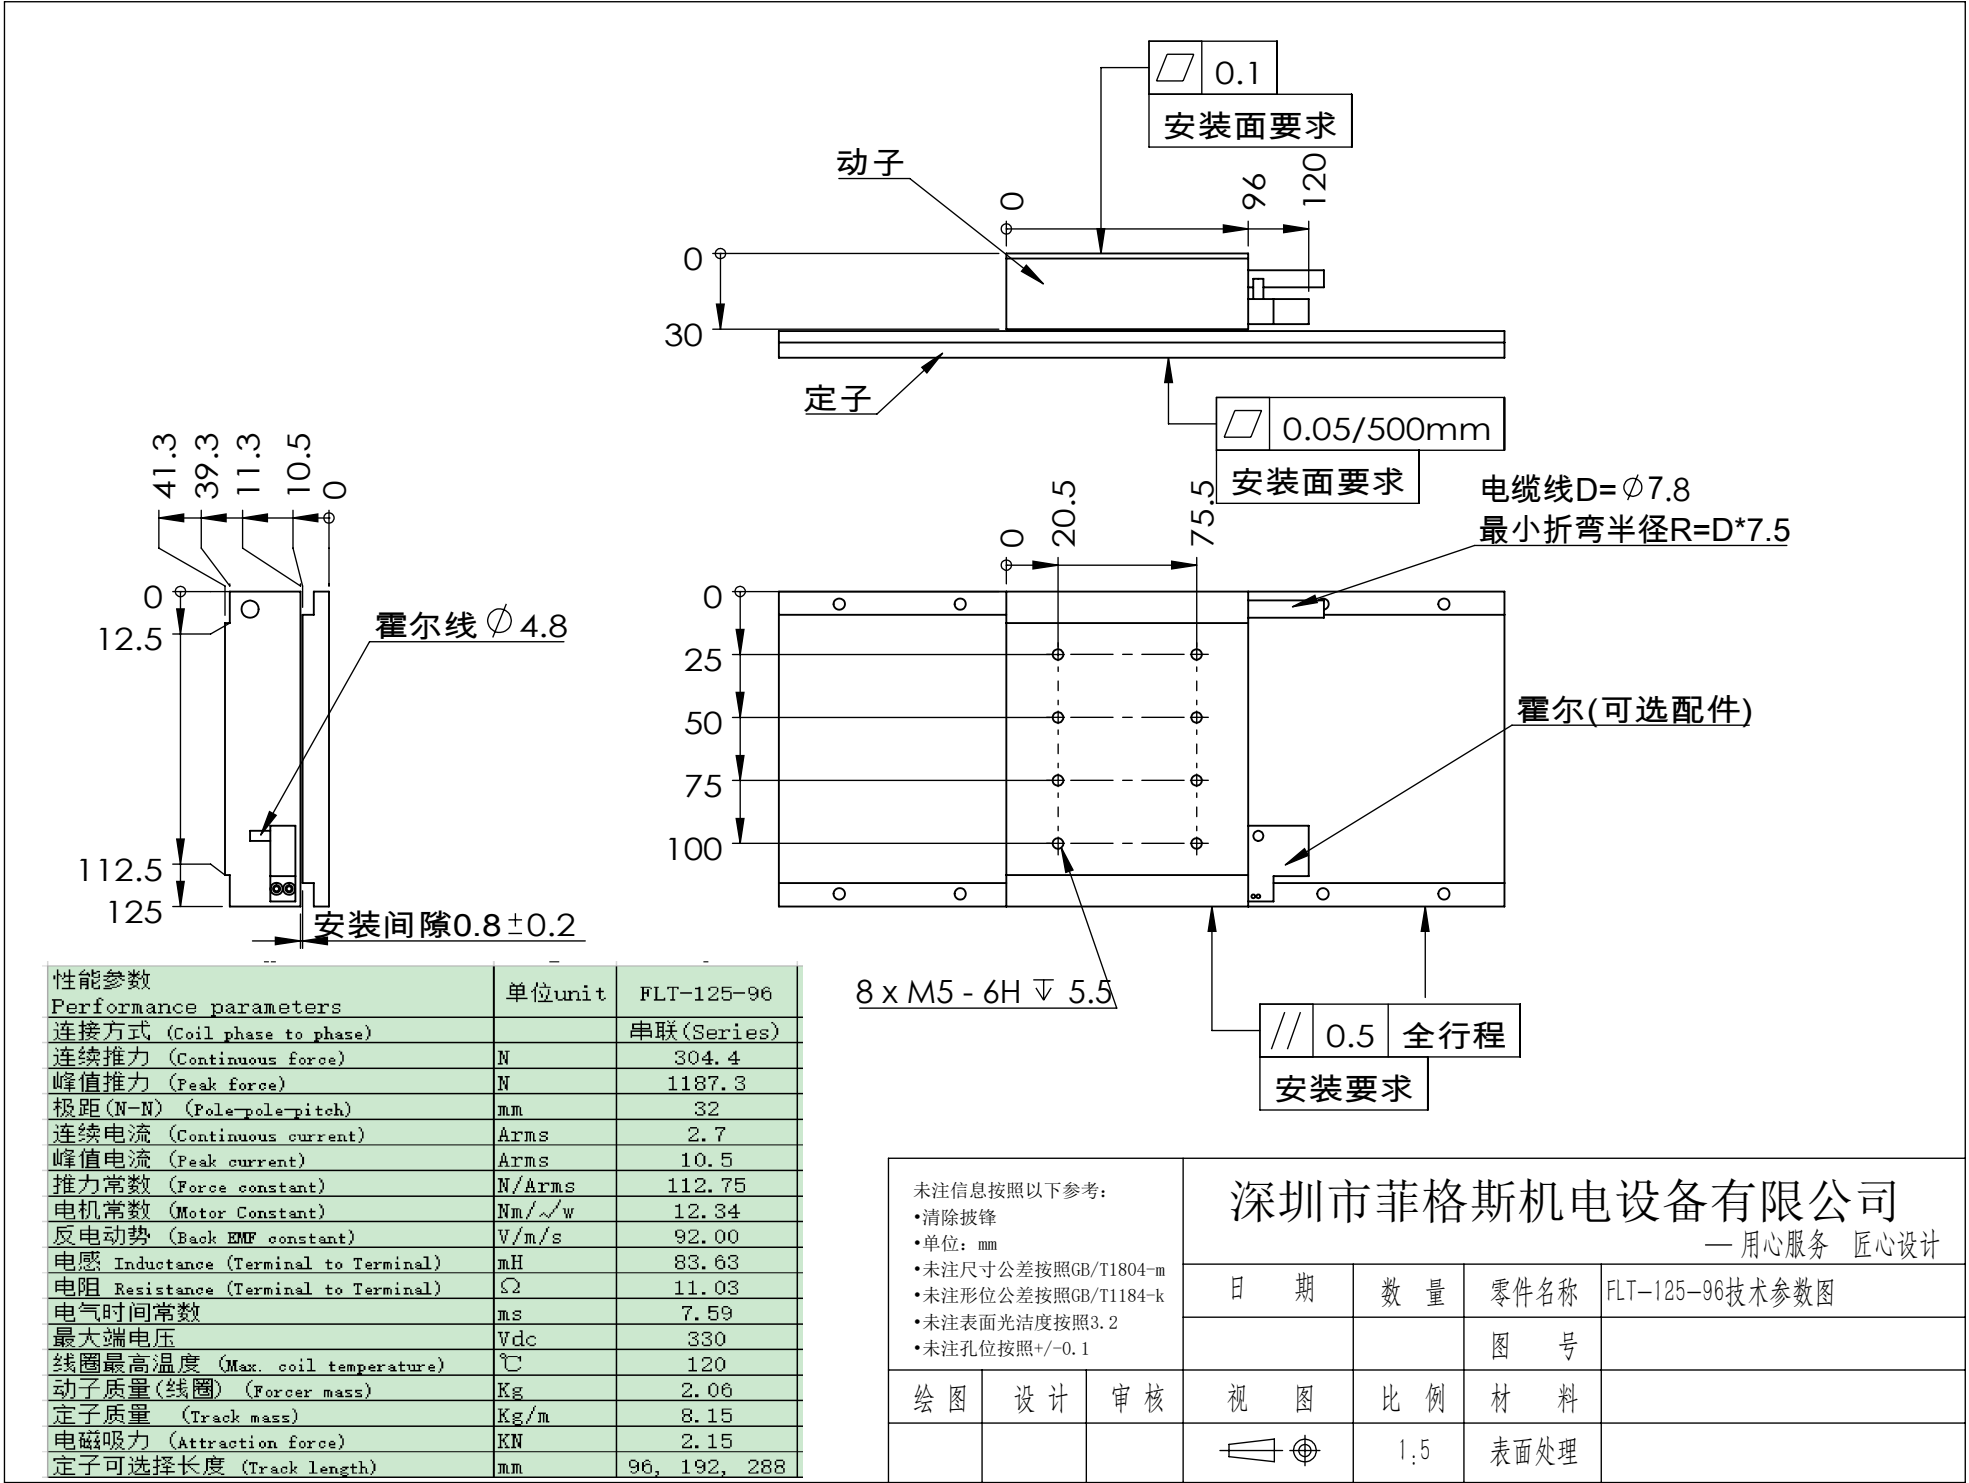 0.1
安装面要求
动子
0
96
120
0
30
定子
0.05/500mm
安装面要求
41.3
39.3
11.3
10.5
0
0
12.5
112.5
125
霍尔线∅4.8
安装间隙0.8±0.2
0
20.5
75.5
电缆线D=∅7.8
最小折弯半径R=D*7.5
0
25
50
75
100
霍尔(可选配件)
8 x M5 - 6H ↧ 5.5
// 0.5 全行程
安装要求
性能参数
Performance parameters 单位unit FLT-125-96
连接方式 (Coil phase to phase) 串联(Series)
连续推力 (Continuous force) N 304.4
峰值推力 (Peak force) N 1187.3
极距(N-N) (Pole-pole-pitch) mm 32
连续电流 (Continuous current) Arms 2.7
峰值电流 (Peak current) Arms 10.5
推力常数 (Force constant) N/Arms 112.75
电机常数 (Motor Constant) Nm/√w 12.34
反电动势 (Back EMF constant) V/m/s 92.00
电感 Inductance (Terminal to Terminal) mH 83.63
电阻 Resistance (Terminal to Terminal) Ω 11.03
电气时间常数 ms 7.59
最大端电压 Vdc 330
线圈最高温度 (Max. coil temperature) ℃ 120
动子质量(线圈) (Forcer mass) Kg 2.06
定子质量 (Track mass) Kg/m 8.15
电磁吸力 (Attraction force) KN 2.15
定子可选择长度 (Track length) mm 96, 192, 288
未注信息按照以下参考:
•清除披锋
•单位: mm
•未注尺寸公差按照GB/T1804-m
•未注形位公差按照GB/T1184-k
•未注表面光洁度按照3.2
•未注孔位按照+/-0.1
深圳市菲格斯机电设备有限公司
— 用心服务 匠心设计
日 期 数 量 零件名称 FLT-125-96技术参数图
图 号
绘 图 设 计 审 核 视 图 比 例 材 料
1:5 表面处理